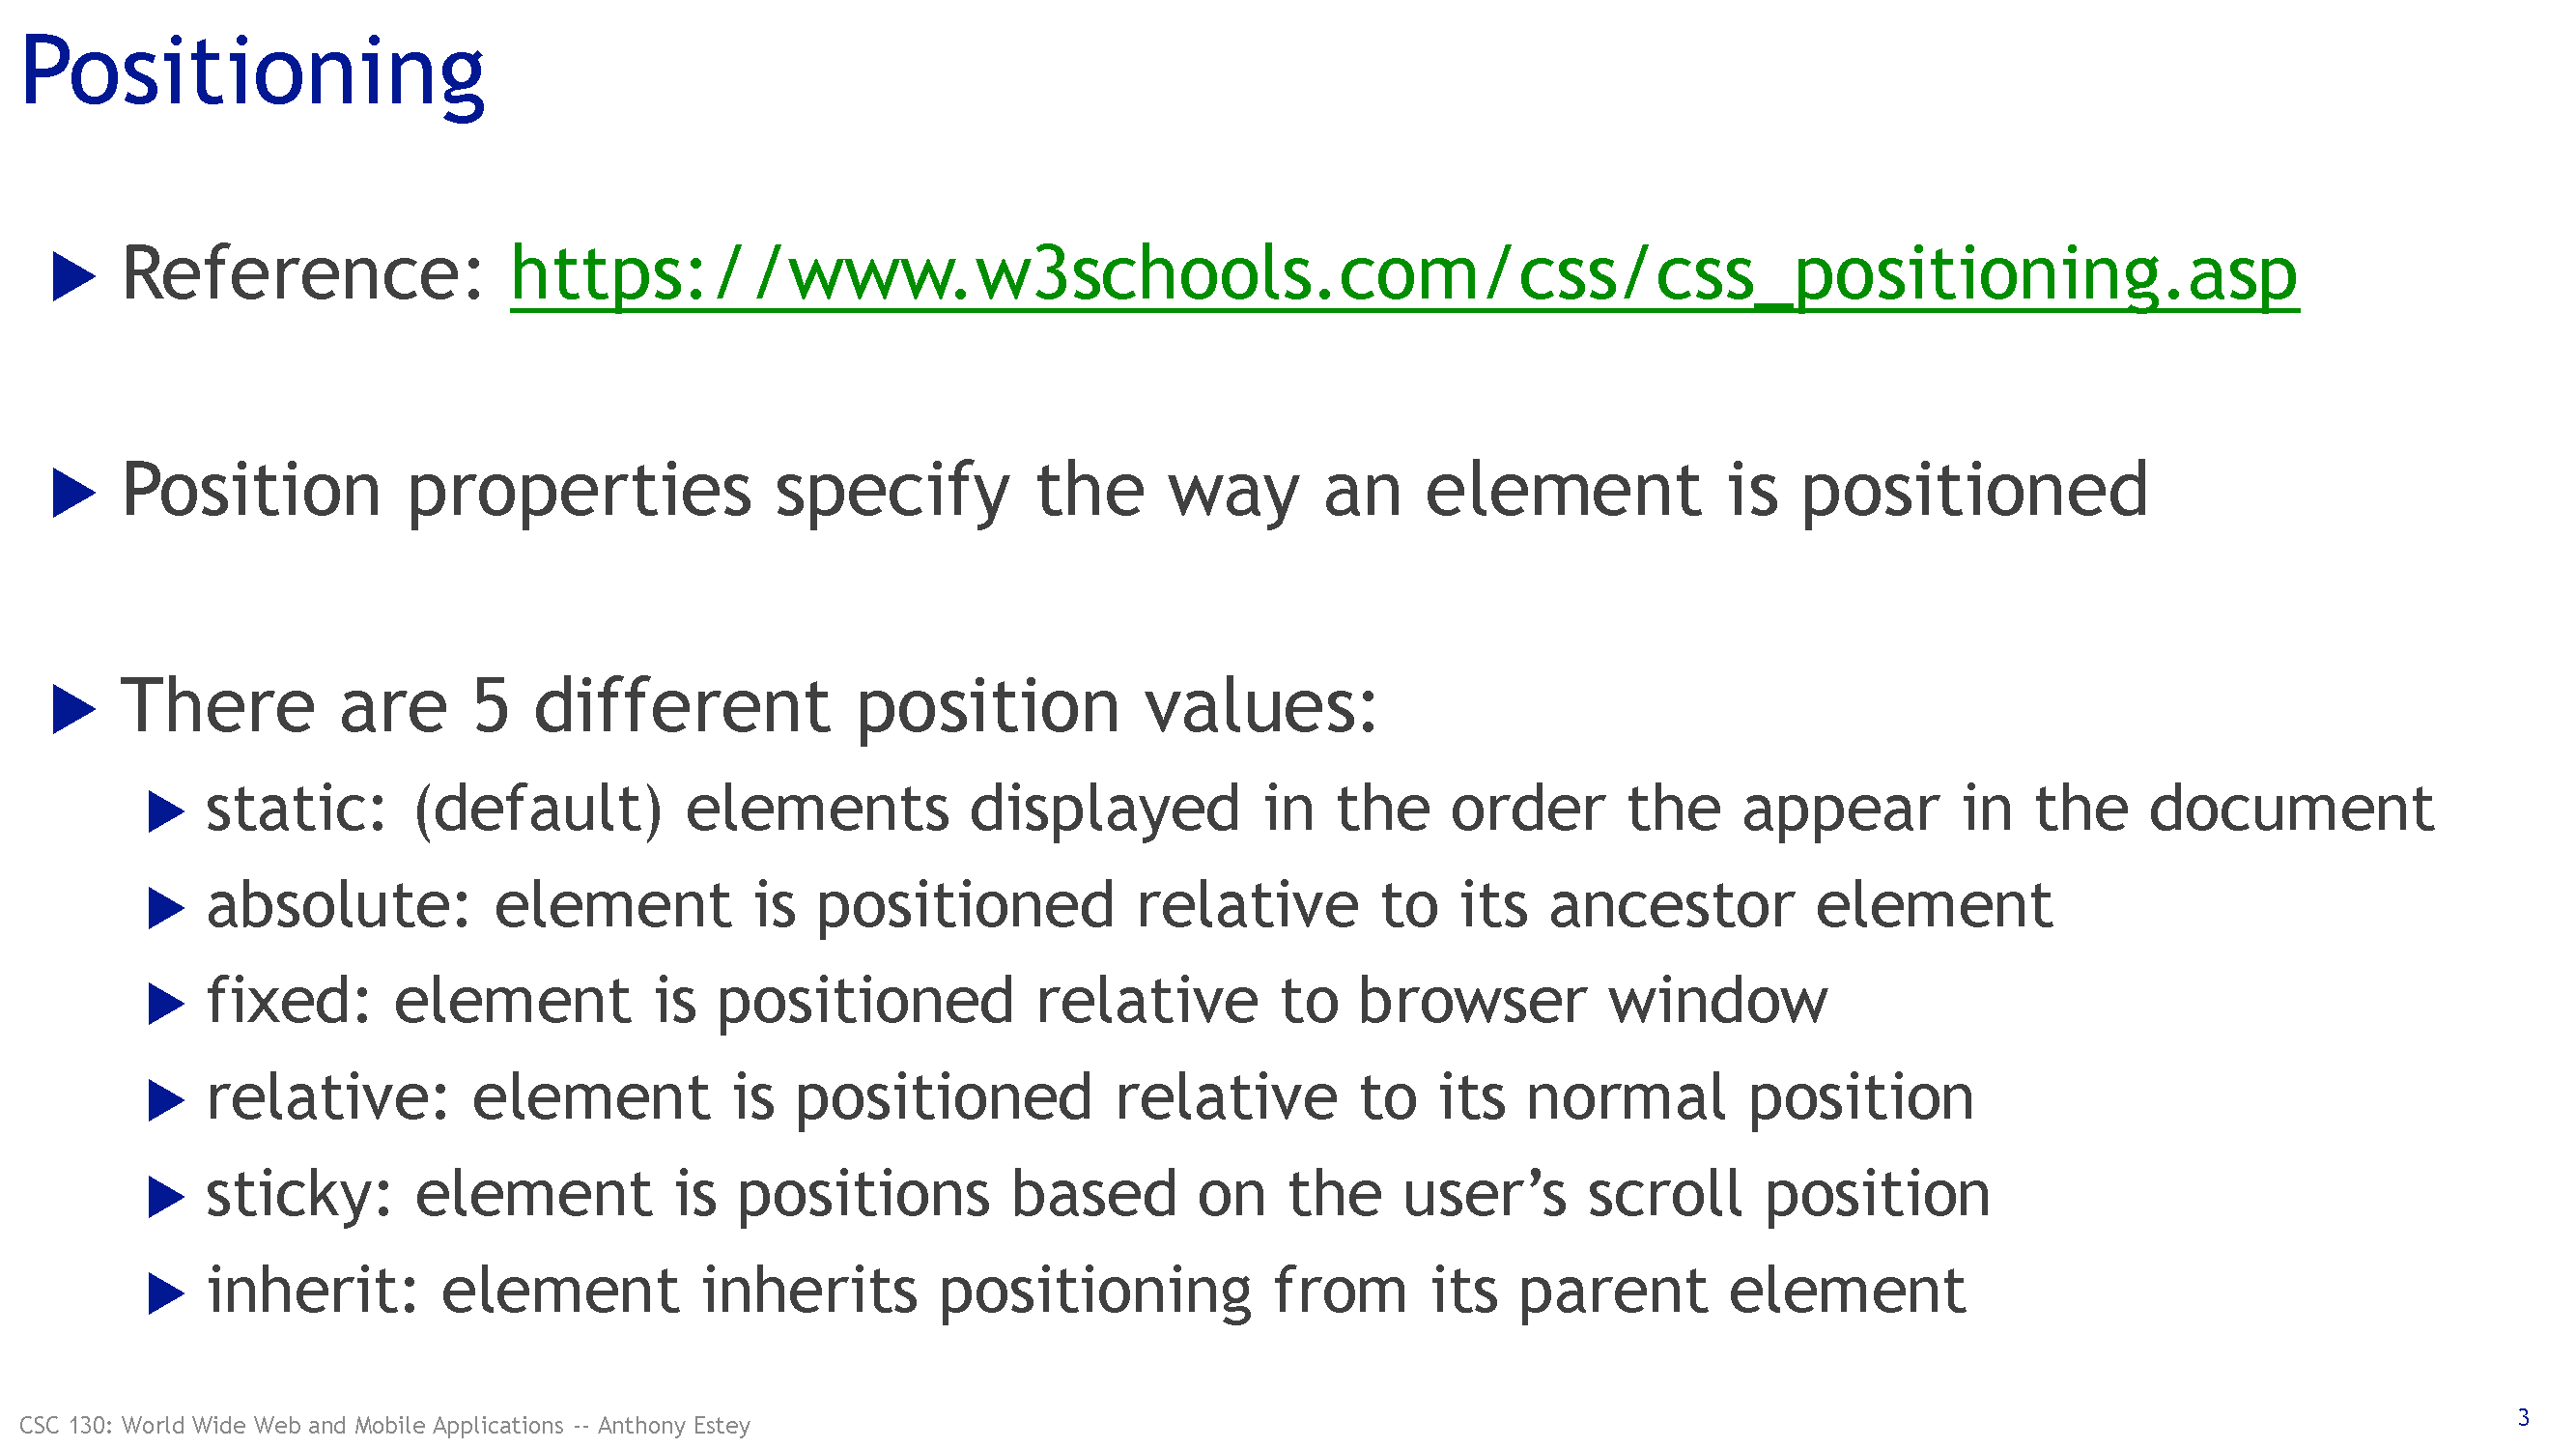 Positioning
Reference: https://www.w3schools.com/css/css_positioning.asp
Position properties specify the way an element is positioned
There are 5 different position values:
static: (default) elements displayed in the order the appear in the document
absolute: element is positioned relative to its ancestor element
fixed: element is positioned relative to browser window
relative: element is positioned relative to its normal position
sticky: element is positions based on the user’s scroll position
inherit: element inherits positioning from its parent element
CSC 130: World Wide Web and Mobile Applications -- Anthony Estey
3